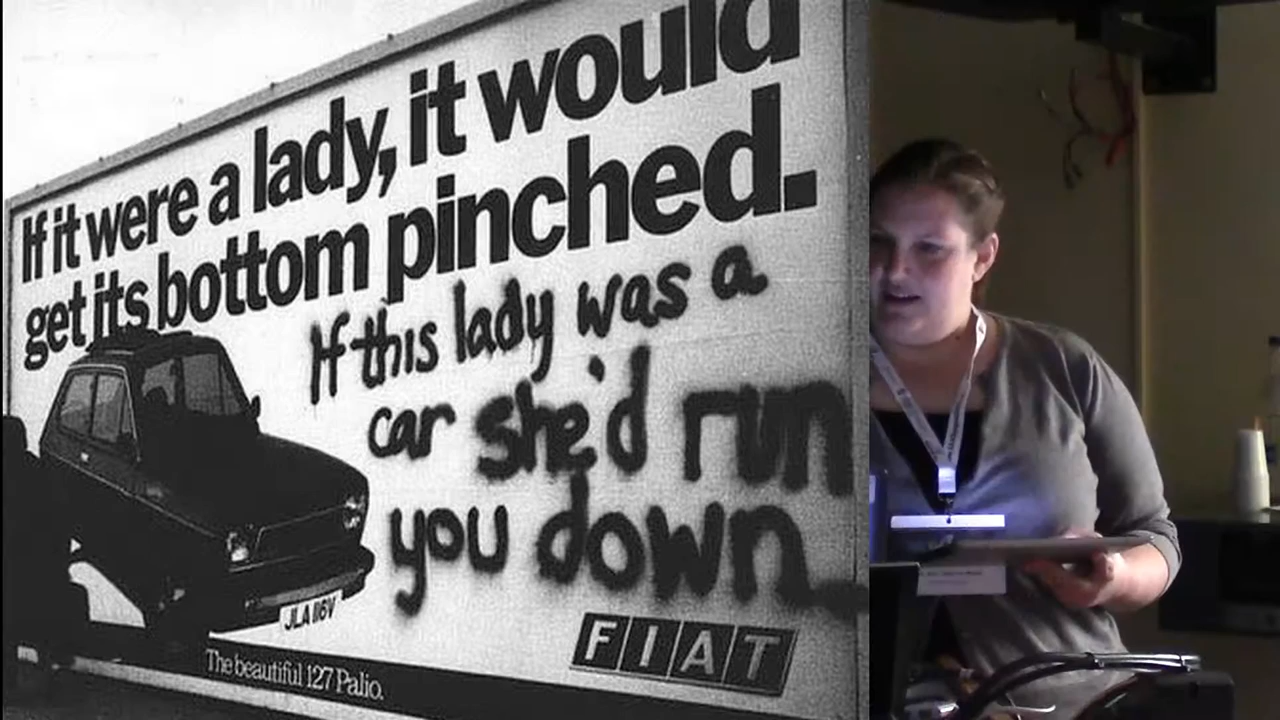 If it were a lady, it would
get its bottom pinched.
If this lady was a
car she'd run
you down
JLA 116V
The beautiful 127 Palio.
FIAT